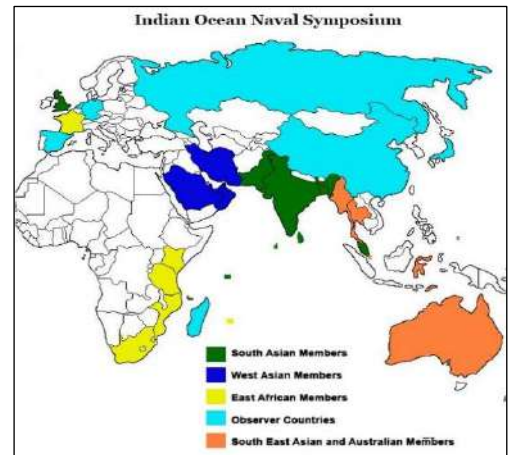 Indian Ocean Naval Symposium
South Asian Members
West Asian Members
East African Members
Observer Countries
South East Asian and Australian Members